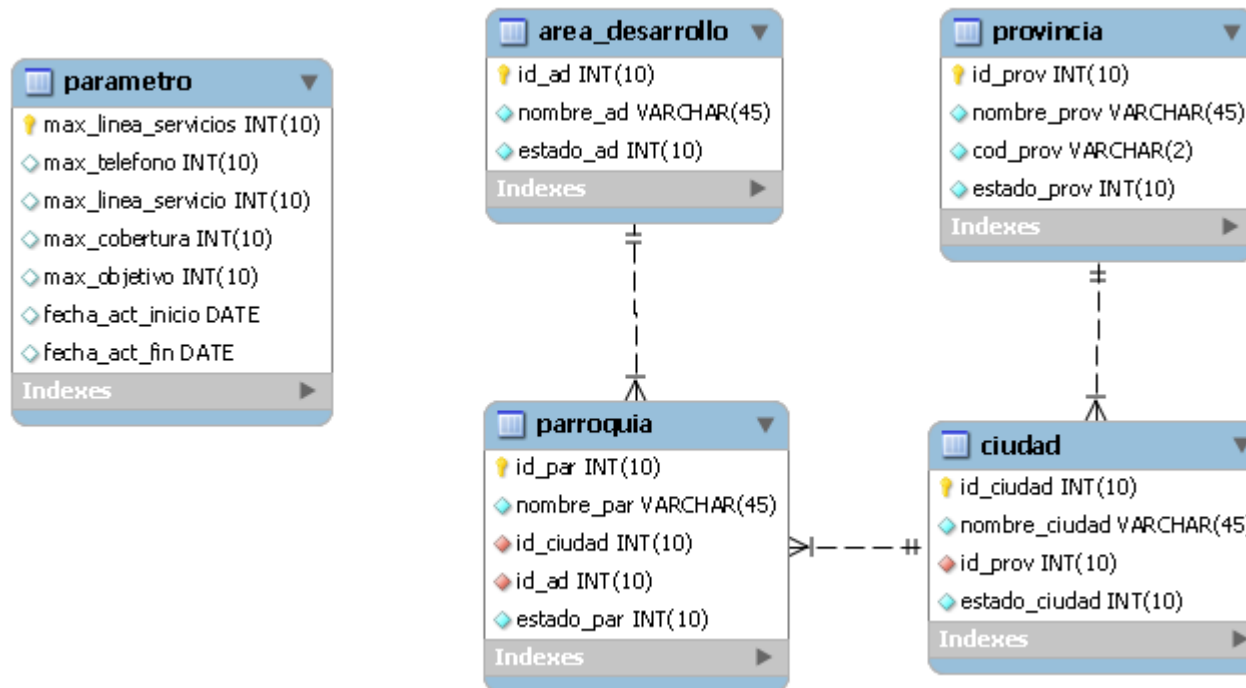 parametro
max_linea_servicios INT(10)
max_telefono INT(10)
max_linea_servicio INT(10)
max_cobertura INT(10)
max_objetivo INT(10)
fecha_act_inicio DATE
fecha_act_fin DATE
Indexes
area_desarrollo
id_ad INT(10)
nombre_ad VARCHAR(45)
estado_ad INT(10)
Indexes
provincia
id_prov INT(10)
nombre_prov VARCHAR(45)
cod_prov VARCHAR(2)
estado_prov INT(10)
Indexes
parroquia
id_par INT(10)
nombre_par VARCHAR(45)
id_ciudad INT(10)
id_ad INT(10)
estado_par INT(10)
Indexes
ciudad
id_ciudad INT(10)
nombre_ciudad VARCHAR(45)
id_prov INT(10)
estado_ciudad INT(10)
Indexes